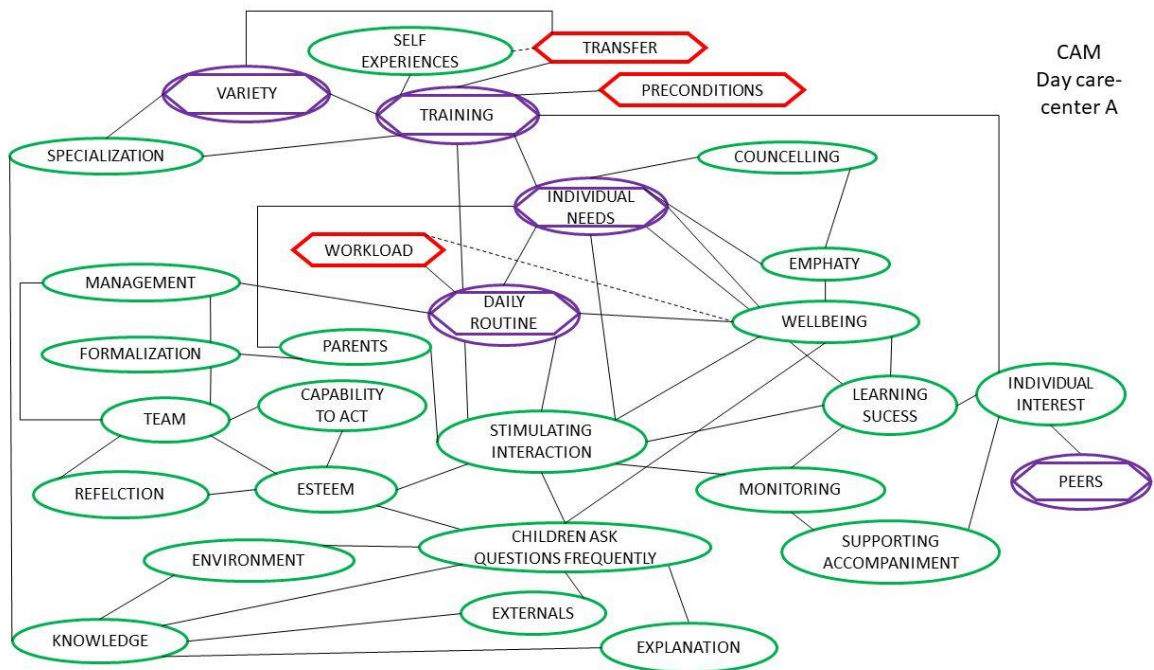 SELF
EXPERIENCES
TRANSFER
CAM
Day care-
center A
VARIETY
PRECONDITIONS
TRAINING
SPECIALIZATION
COUNCELLING
INDIVIDUAL
NEEDS
WORKLOAD
EMPHATY
MANAGEMENT
DAILY
ROUTINE
WELLBEING
FORMALIZATION
PARENTS
CAPABILITY
TO ACT
LEARNING
SUCESS
INDIVIDUAL
INTEREST
TEAM
STIMULATING
INTERACTION
REFELCTION
ESTEEM
MONITORING
PEERS
CHILDREN ASK
QUESTIONS FREQUENTLY
SUPPORTING
ACCOMPANIMENT
ENVIRONMENT
EXTERNALS
KNOWLEDGE
EXPLANATION